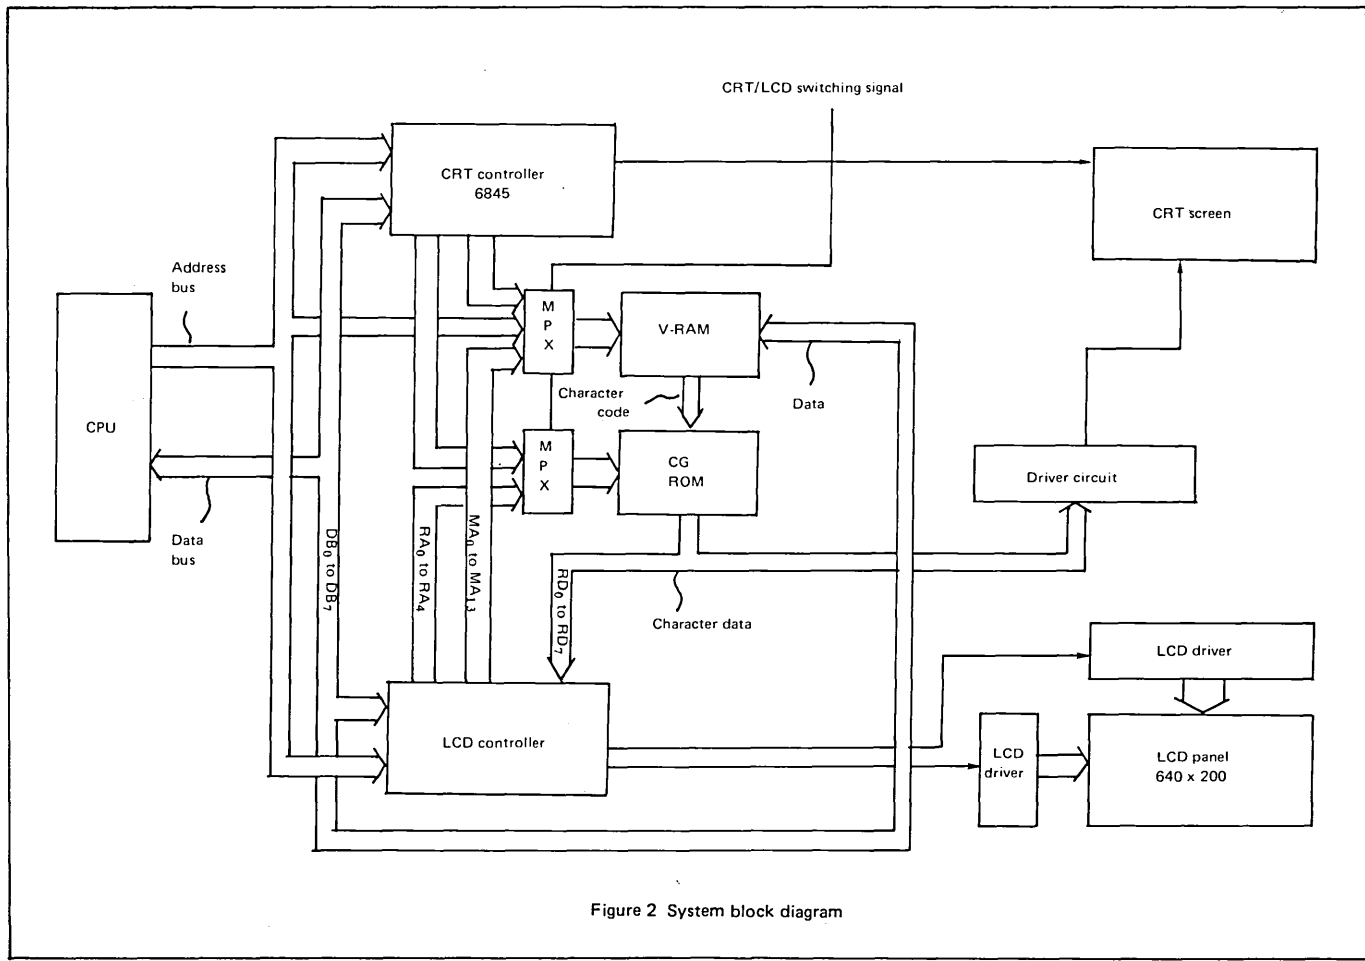 CRT/LCD switching signal
CRT controller
6845
CRT screen
Address
bus
M
P
X
V-RAM
Character
code
Data
CPU
M
P
X
CG
ROM
Driver circuit
Data
bus
DB0 to DB7
RA0 to RA4
MA0 to MA13
RD0 to RD7
Character data
LCD driver
LCD controller
LCD
driver
LCD panel
640 x 200
Figure 2 System block diagram